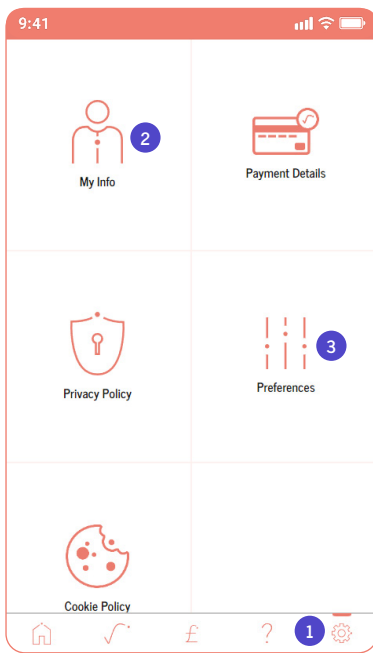 9:41
2
My Info
Payment Details
3
Privacy Policy
Preferences
Cookie Policy
£
?
1